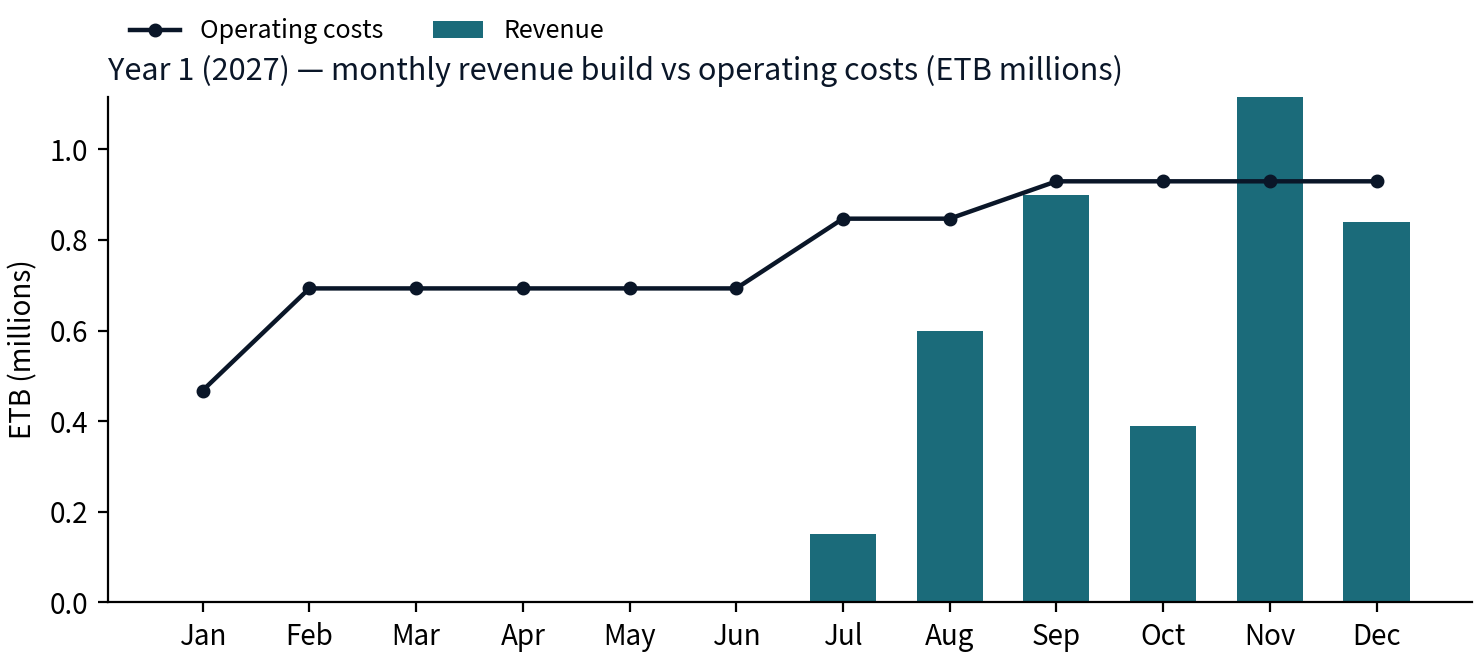 Operating costs Revenue
Year 1 (2027) — monthly revenue build vs operating costs (ETB millions)
ETB (millions)
1.0
0.8
0.6
0.4
0.2
0.0
Jan Feb Mar Apr May Jun Jul Aug Sep Oct Nov Dec